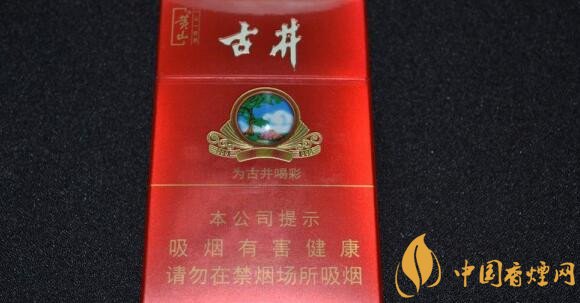 黄山
古井
为古井喝彩
本公司提示
吸烟有害健康
请勿在禁烟场所吸烟
中国香烟网